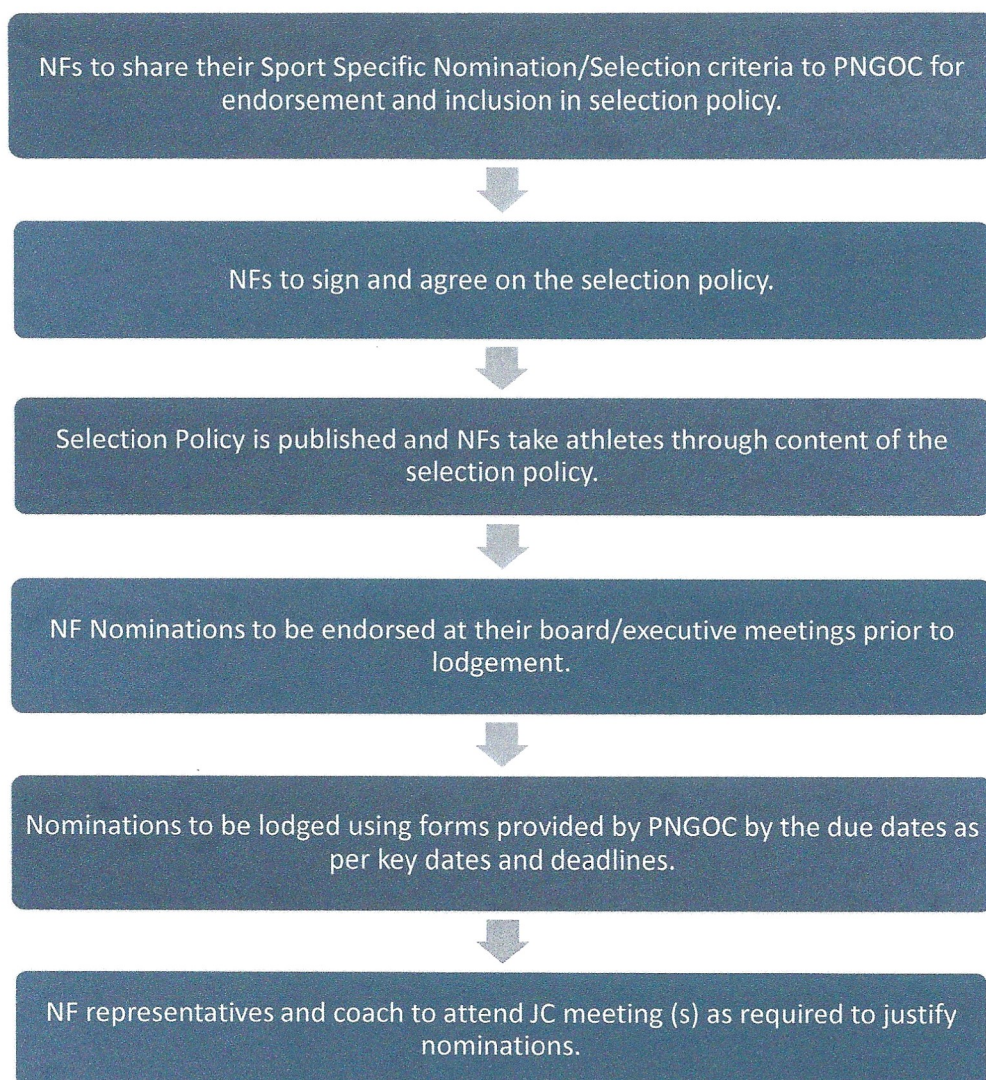 NFs to share their Sport Specific Nomination/Selection criteria to PNGOC for
endorsement and inclusion in selection policy.
NFs to sign and agree on the selection policy.
Selection Policy is published and NFs take athletes through content of the
selection policy.
NF Nominations to be endorsed at their board/executive meetings prior to
lodgement.
Nominations to be lodged using forms provided by PNGOC by the due dates as
per key dates and deadlines.
NF representatives and coach to attend JC meeting (s) as required to justify
nominations.